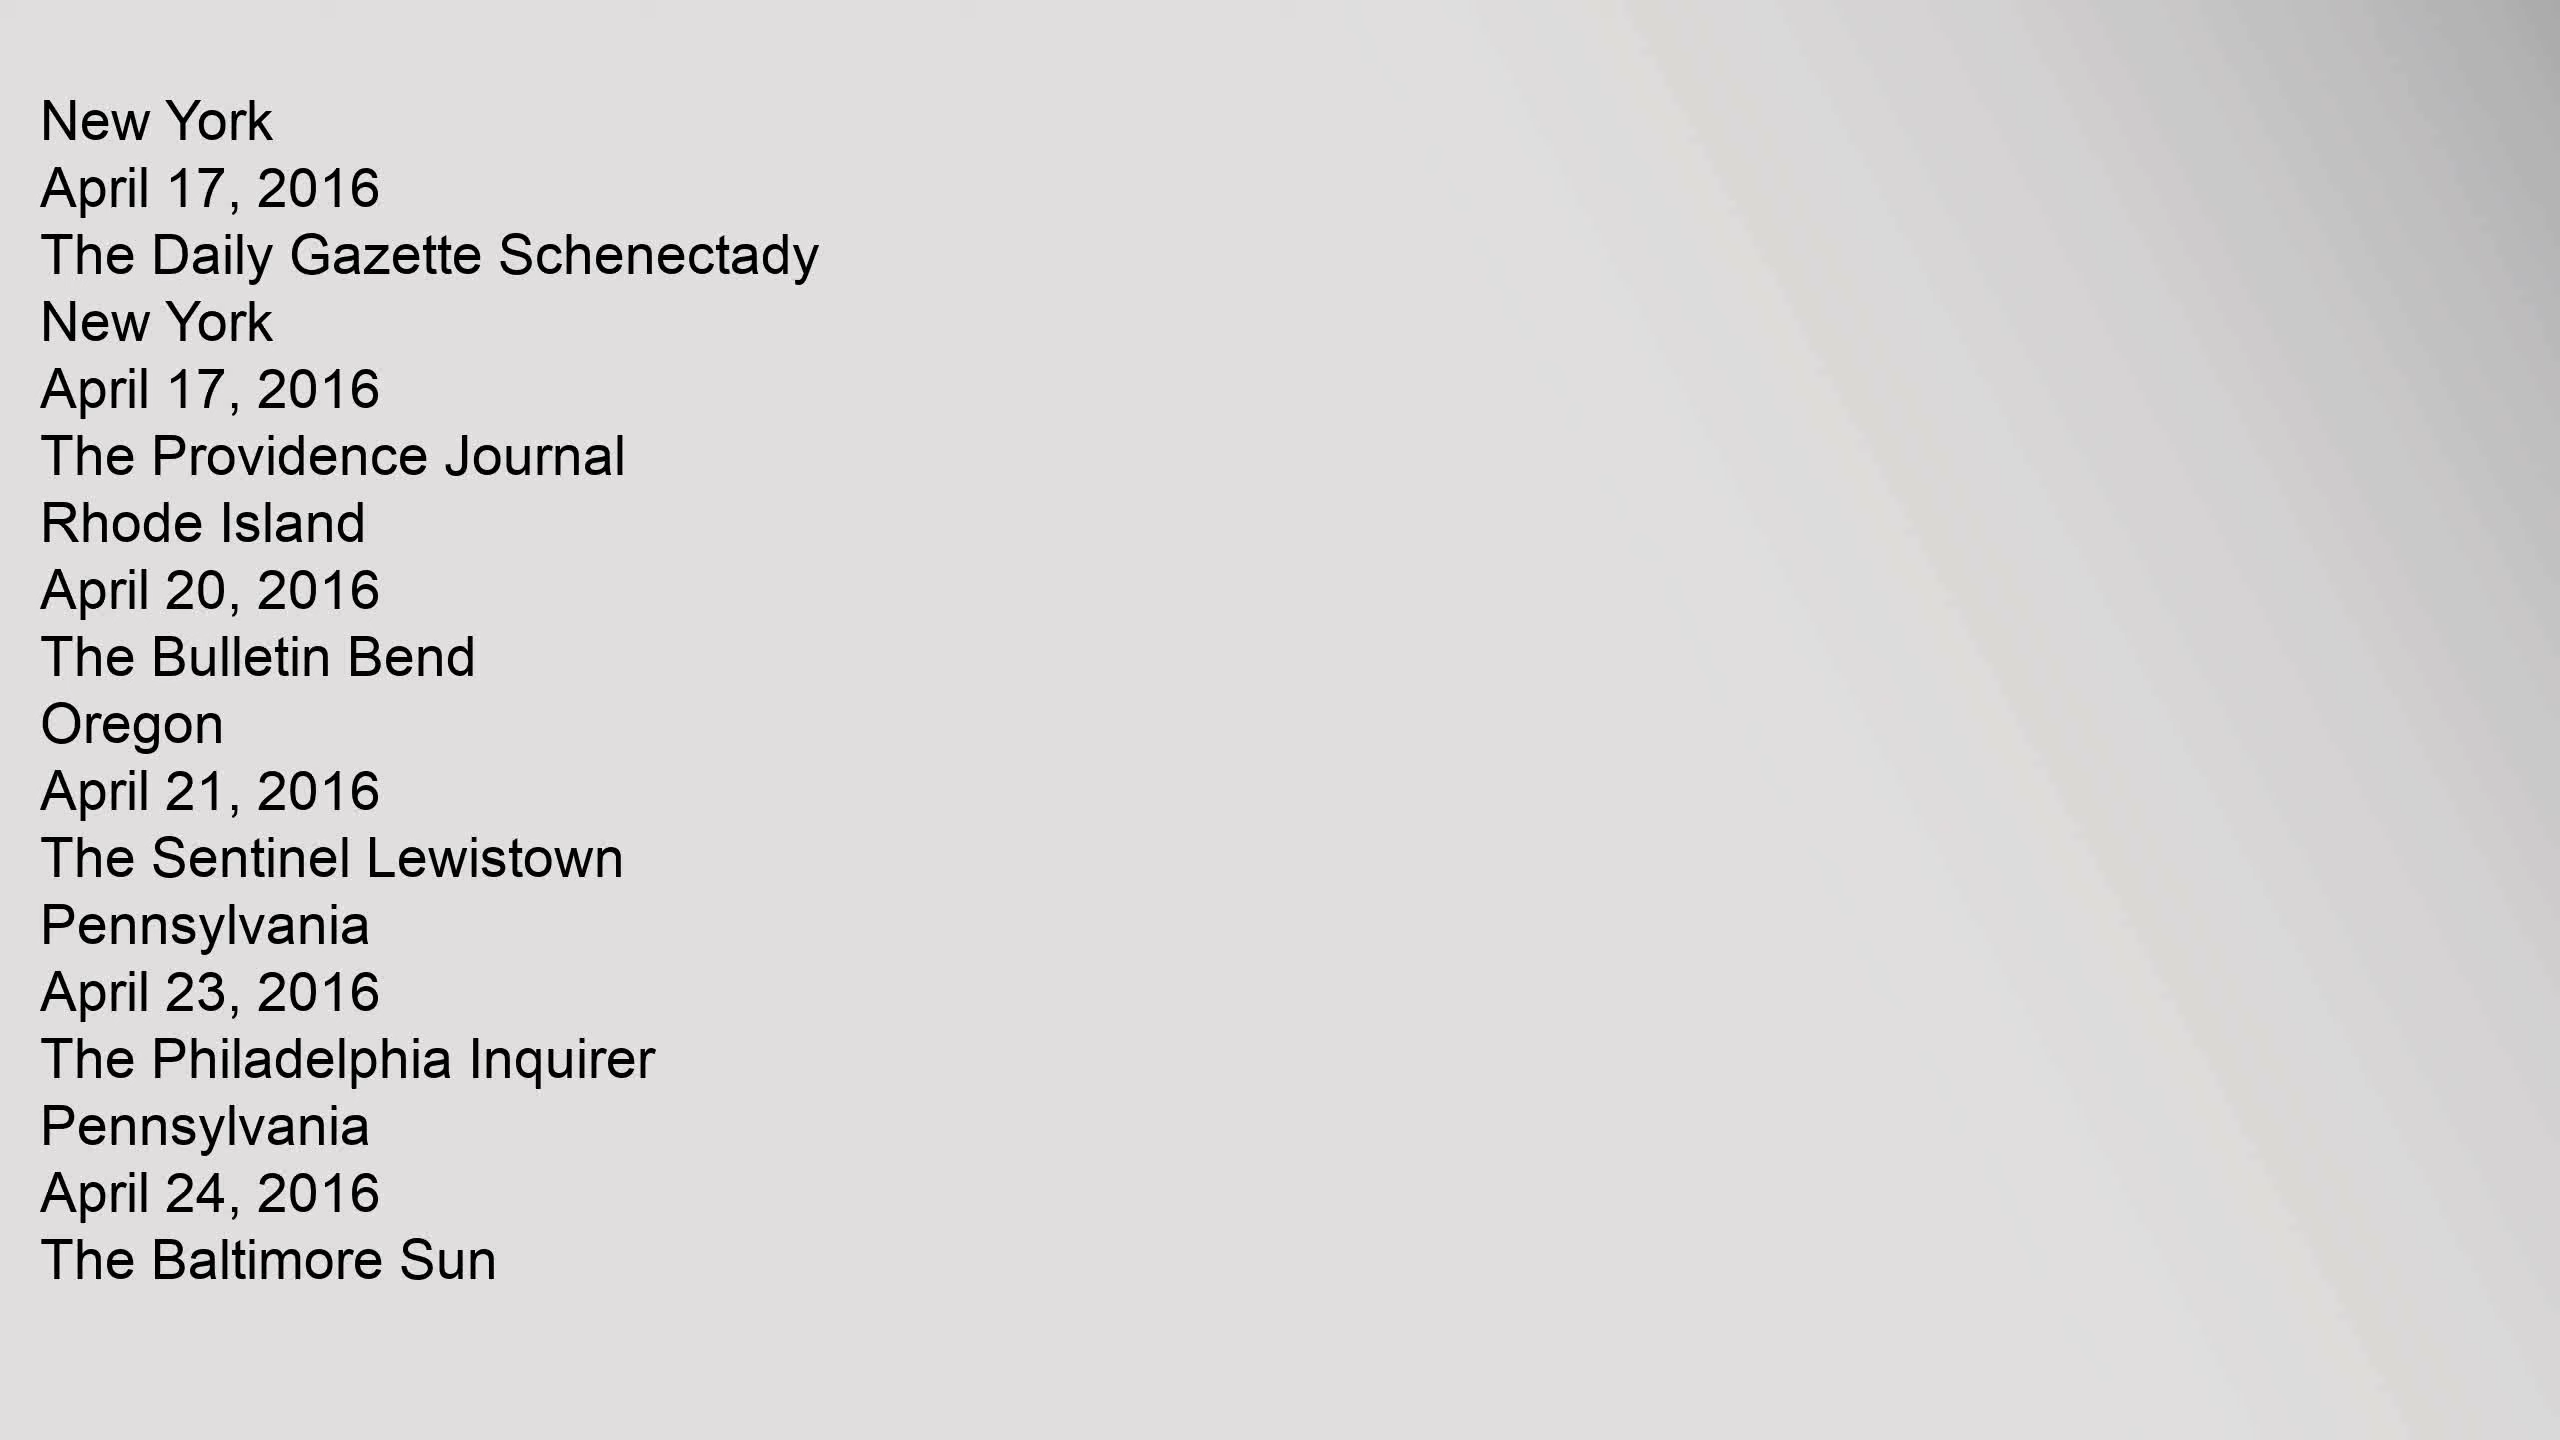 New York
April 17, 2016
The Daily Gazette Schenectady
New York
April 17, 2016
The Providence Journal
Rhode Island
April 20, 2016
The Bulletin Bend
Oregon
April 21, 2016
The Sentinel Lewistown
Pennsylvania
April 23, 2016
The Philadelphia Inquirer
Pennsylvania
April 24, 2016
The Baltimore Sun